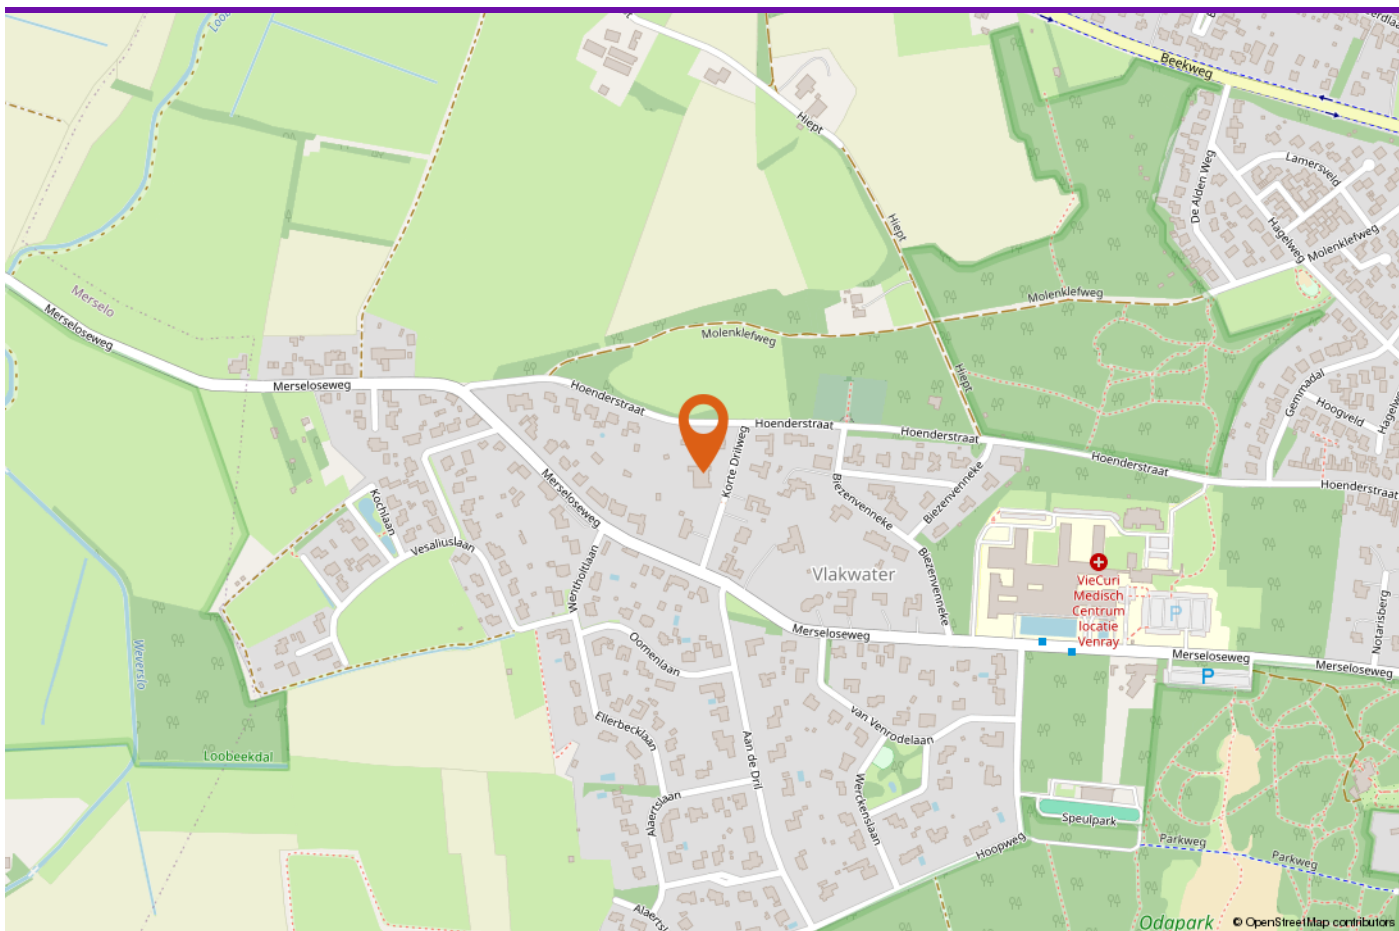 Beekweg
Hiept
Lamersveld
De Alden Weg
Hagelweg
Hiept
Molenklefweg
Merselo
Molenklefweg
Merseloseweg
Molenklefweg
Merseloseweg
Hiept
Gemmadal
Hoenderstraat
Hoogveld
Hoenderstraat
Hoenderstraat
Hoenderstraat
Hoenderstraat
Korte Drilweg
Merseloseweg
Kochlaan
Biezenvenneke
Biezenvenneke
Vesaliuslaan
Wentholtlaan
Vlakwater
Biezenvenneke
VieCuri
Medisch
Centrum
locatie
Venray
P
Notarisberg
Merseloseweg
Merseloseweg
Merseloseweg
Weverslo
Oomenlaan
P
Ellerbecklaan
van Venrodelaan
Aan de Dril
Loobeekdal
Werckenslaan
Alaertslaan
Speulpark
Hoopweg
Parkweg
Parkweg
Odapark
© OpenStreetMap contributors